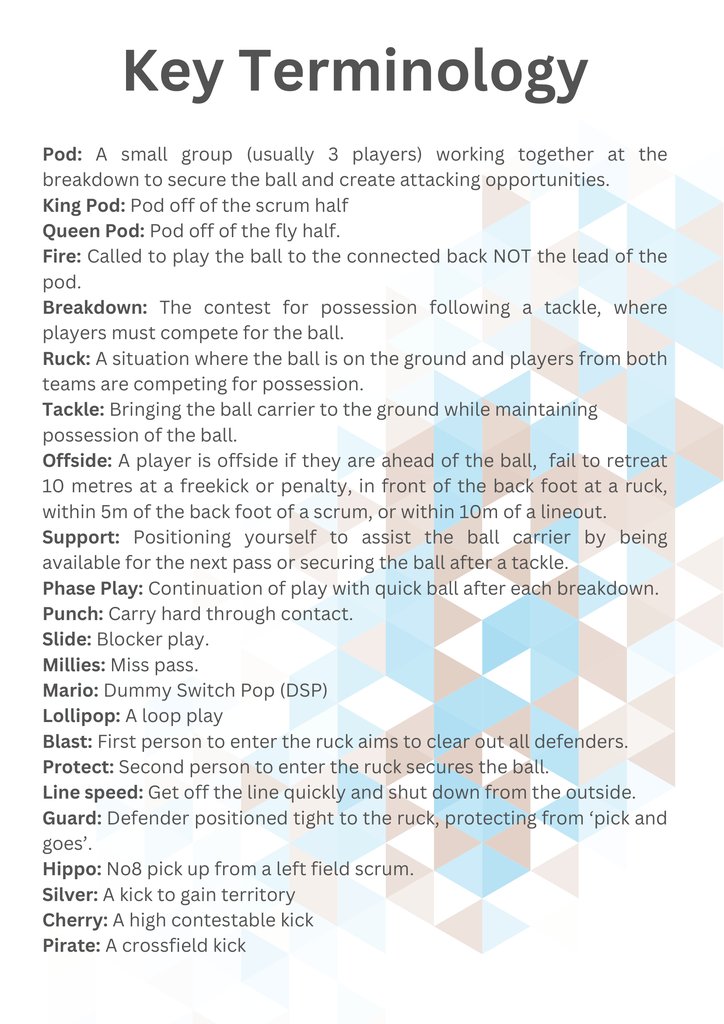 Key Terminology
Pod: A small group (usually 3 players) working together at the
breakdown to secure the ball and create attacking opportunities.
King Pod: Pod off of the scrum half
Queen Pod: Pod off of the fly half.
Fire: Called to play the ball to the connected back NOT the lead of the
pod.
Breakdown: The contest for possession following a tackle, where
players must compete for the ball.
Ruck: A situation where the ball is on the ground and players from both
teams are competing for possession.
Tackle: Bringing the ball carrier to the ground while maintaining
possession of the ball.
Offside: A player is offside if they are ahead of the ball,  fail to retreat
10 metres at a freekick or penalty, in front of the back foot at a ruck,
within 5m of the back foot of a scrum, or within 10m of a lineout.
Support: Positioning yourself to assist the ball carrier by being
available for the next pass or securing the ball after a tackle.
Phase Play: Continuation of play with quick ball after each breakdown.
Punch: Carry hard through contact.
Slide: Blocker play.
Millies: Miss pass.
Mario: Dummy Switch Pop (DSP)
Lollipop: A loop play
Blast: First person to enter the ruck aims to clear out all defenders.
Protect: Second person to enter the ruck secures the ball.
Line speed: Get off the line quickly and shut down from the outside.
Guard: Defender positioned tight to the ruck, protecting from ‘pick and
goes’.
Hippo: No8 pick up from a left field scrum.
Silver: A kick to gain territory
Cherry: A high contestable kick
Pirate: A crossfield kick